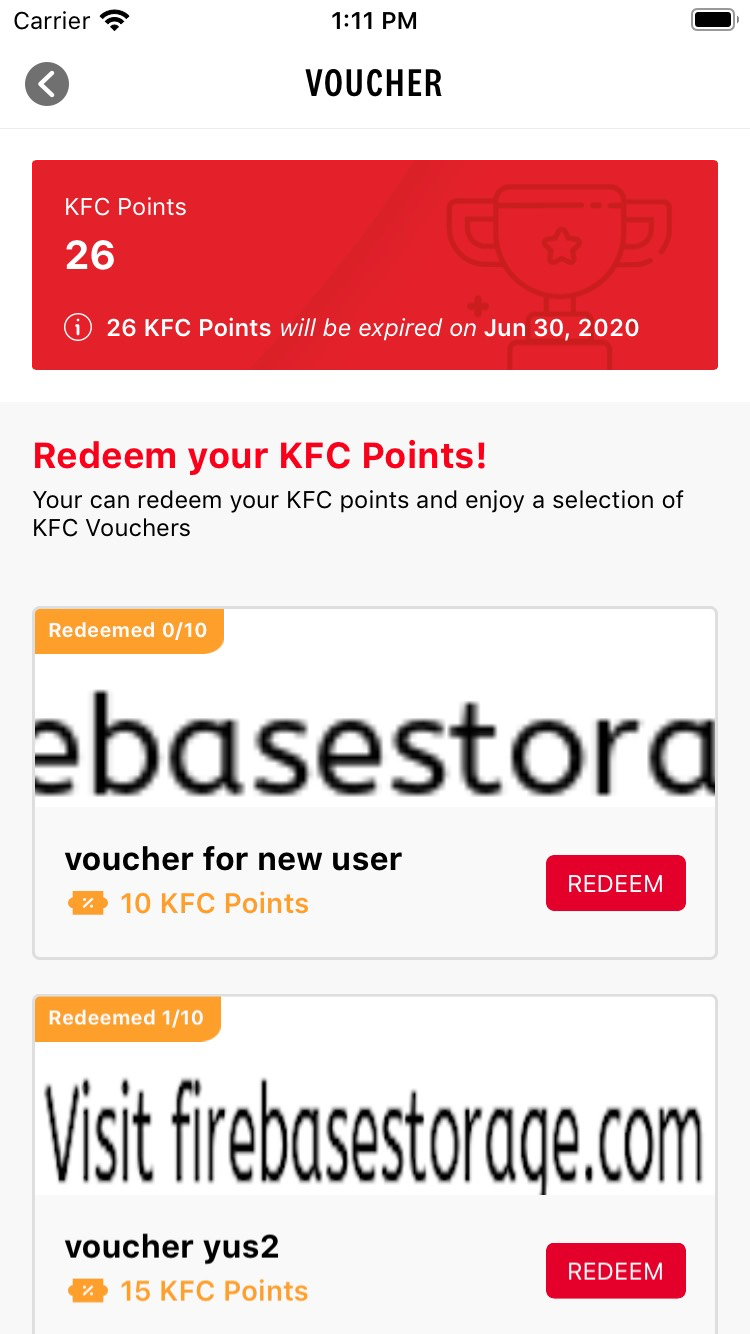 Carrier 1:11 PM
VOUCHER
KFC Points
26
26 KFC Points will be expired on Jun 30, 2020
Redeem your KFC Points!
Your can redeem your KFC points and enjoy a selection of
KFC Vouchers
Redeemed 0/10
ebasestora
voucher for new user
10 KFC Points
REDEEM
Redeemed 1/10
Visit firebasestorage.com
voucher yus2
15 KFC Points
REDEEM